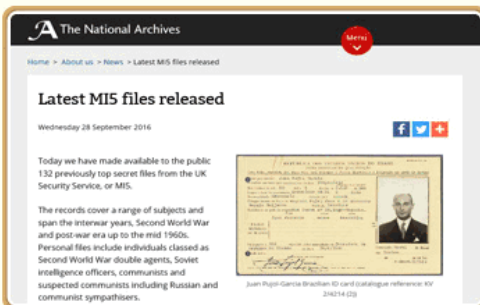 The National Archives
Menu
Home > About us > News > Latest MI5 files released
Latest MI5 files released
Wednesday 28 September 2016
Today we have made available to the public
132 previously top secret files from the UK
Security Service, or MI5.
The records cover a range of subjects and
span the interwar years, Second World War
and post-war era up to the mid 1960s.
Personal files include individuals classed as
Second World War double agents, Soviet
intelligence officers, communists and
suspected communists including Russian and
communist sympathisers.
Juan Pujol-Garcia Brazilian ID card (catalogue reference: KV
2/4214 (2))